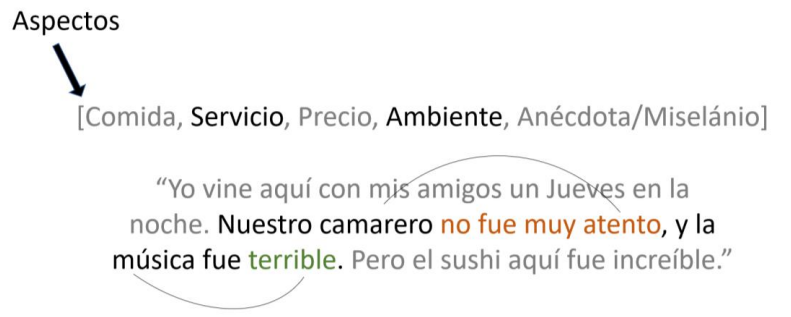 Aspectos
[Comida, Servicio, Precio, Ambiente, Anécdota/Miselánio]
“Yo vine aquí con mis amigos un Jueves en la
noche. Nuestro camarero no fue muy atento, y la
música fue terrible. Pero el sushi aquí fue increíble.”